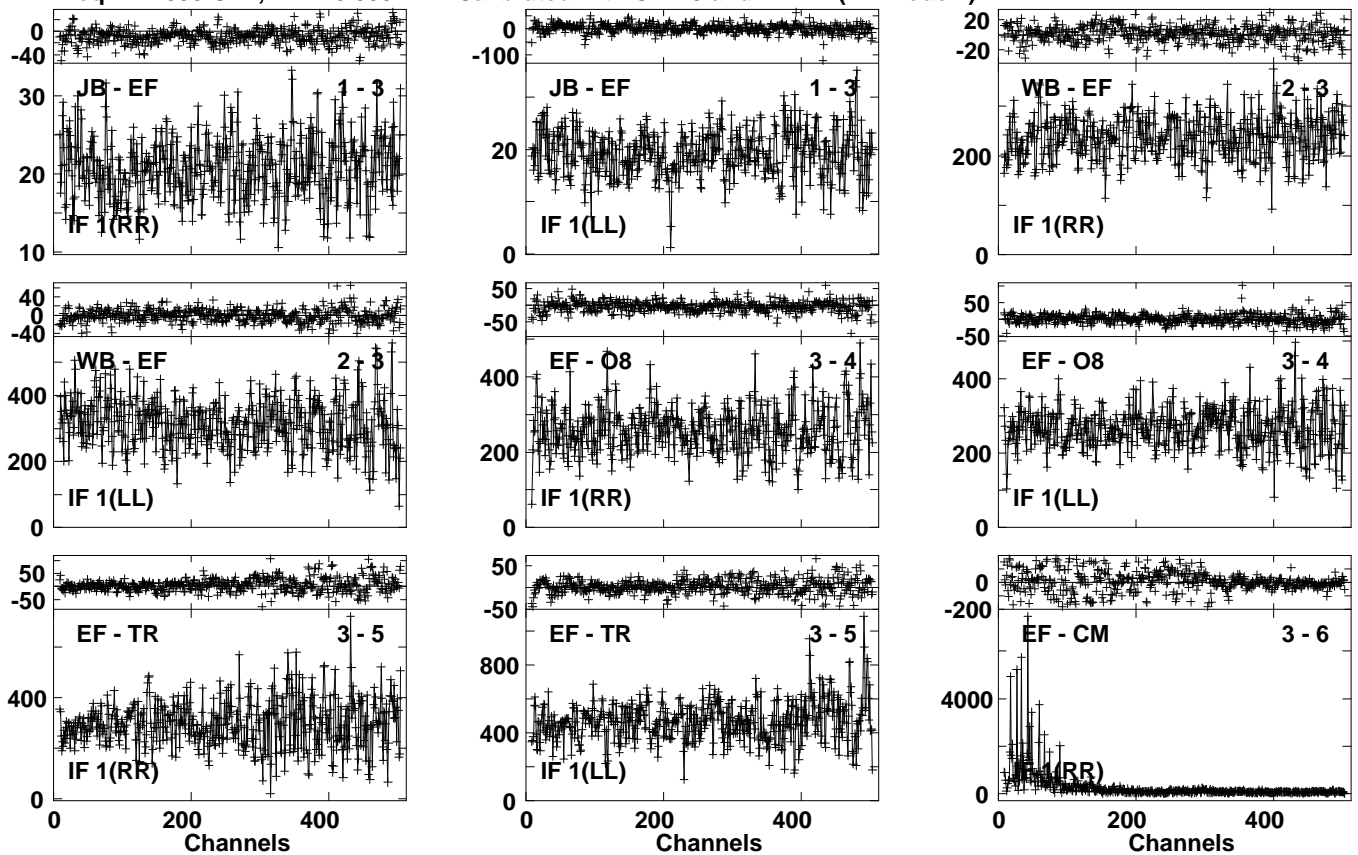 0
-40
0
-100
20
-20
JB - EF 1 - 3
30
20
10
IF 1(RR)
JB - EF 1 - 3
20
0
IF 1(LL)
WB - EF 2 - 3
200
0
IF 1(RR)
40
0
-40
50
-50
50
-50
WB - EF 2 - 3
400
200
0
IF 1(LL)
EF - O8 3 - 4
400
200
0
IF 1(RR)
EF - O8 3 - 4
400
200
0
IF 1(LL)
50
-50
50
-50
0
-200
EF - TR 3 - 5
400
0
IF 1(RR)
EF - TR 3 - 5
800
400
0
IF 1(LL)
EF - CM 3 - 6
4000
0
IF 1(RR)
0 200 400
Channels
0 200 400
Channels
0 200 400
Channels